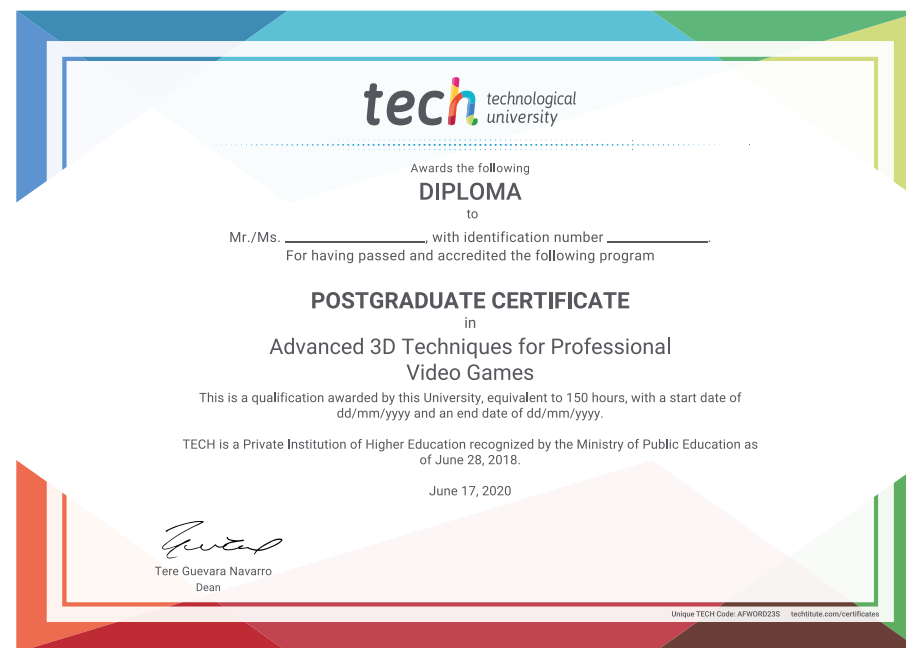 tech technological
university
Awards the following
DIPLOMA
to
Mr./Ms. ____________________, with identification number ______________.
For having passed and accredited the following program
POSTGRADUATE CERTIFICATE
in
Advanced 3D Techniques for Professional
Video Games
This is a qualification awarded by this University, equivalent to 150 hours, with a start date of
dd/mm/yyyy and an end date of dd/mm/yyyy.
TECH is a Private Institution of Higher Education recognized by the Ministry of Public Education as
of June 28, 2018.
June 17, 2020
Tere Guevara Navarro
Dean
Unique TECH Code: AFWORD23S techtitute.com/certificates